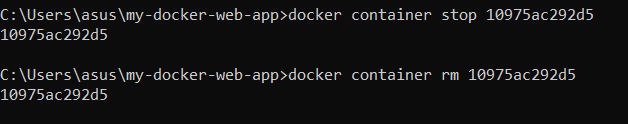 C:\Users\asus\my-docker-web-app>docker container stop 10975ac292d5
10975ac292d5
C:\Users\asus\my-docker-web-app>docker container rm 10975ac292d5
10975ac292d5